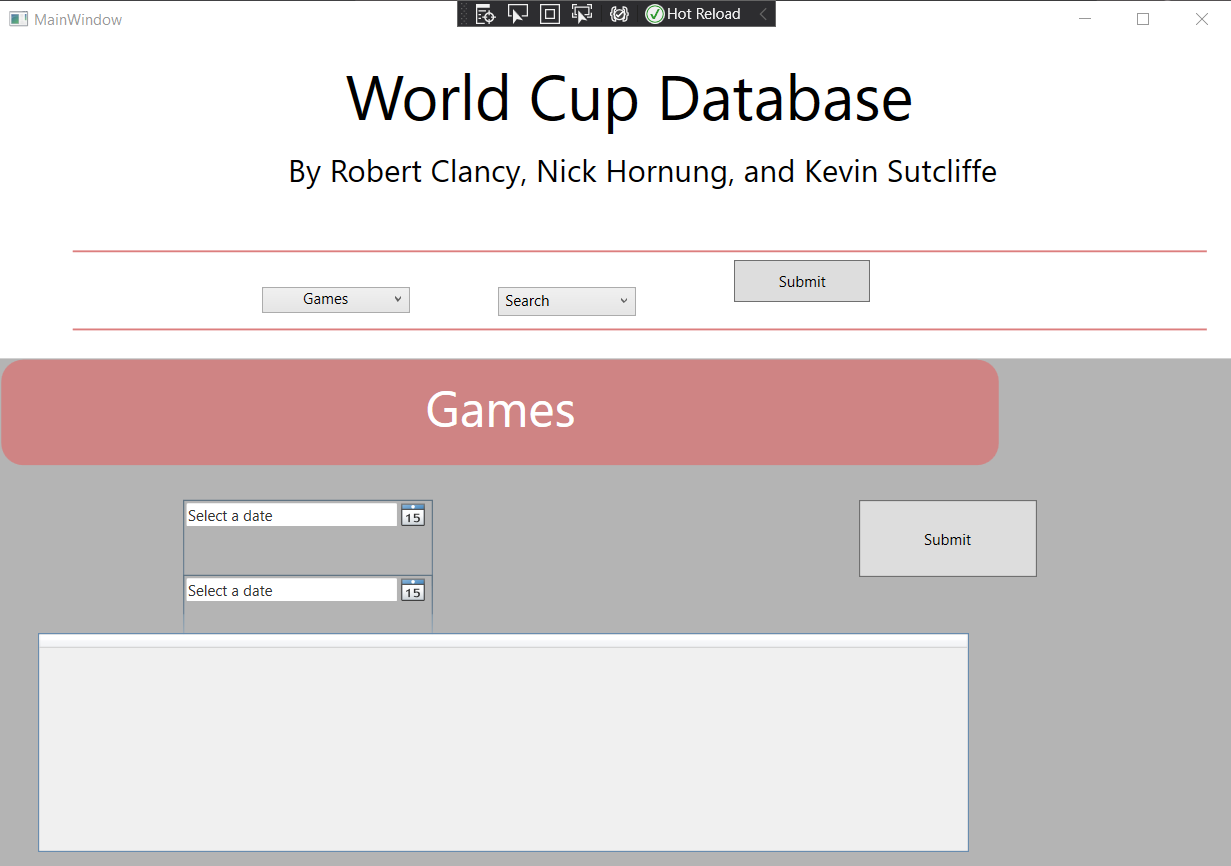 MainWindow
Hot Reload
World Cup Database
By Robert Clancy, Nick Hornung, and Kevin Sutcliffe
Games
Search
Submit
Games
Select a date
15
Submit
Select a date
15